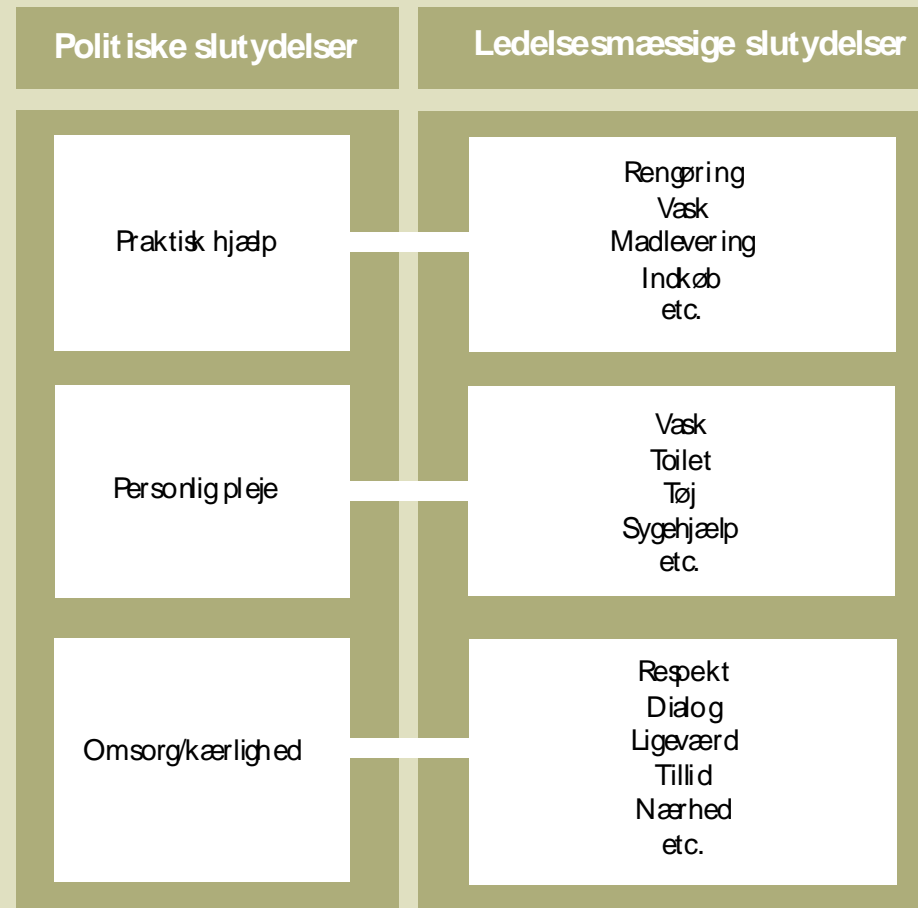 Politiske slutydelser
Ledelsesmæssige slutydelser
Praktisk hjælp
Rengøring
Vask
Madlevering
Indkøb
etc.
Personlig pleje
Vask
Toilet
Tøj
Sygehjælp
etc.
Omsorg/kærlighed
Respekt
Dialog
Ligeværd
Tillid
Nærhed
etc.